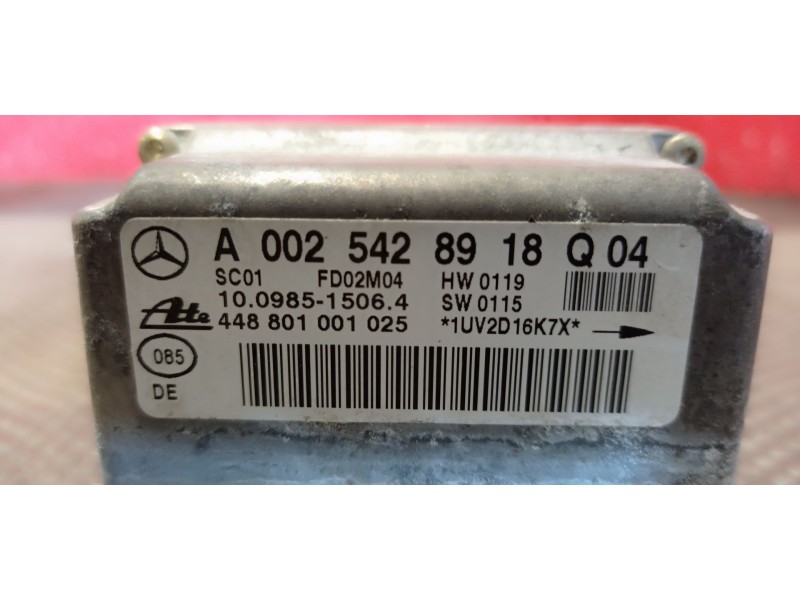 A 002 542 89 18 Q 04
SC01 FD02M04 HW 0119
10.0985-1506.4 SW 0115
Ate 448 801 001 025 *1UV2D16K7X*
085
DE